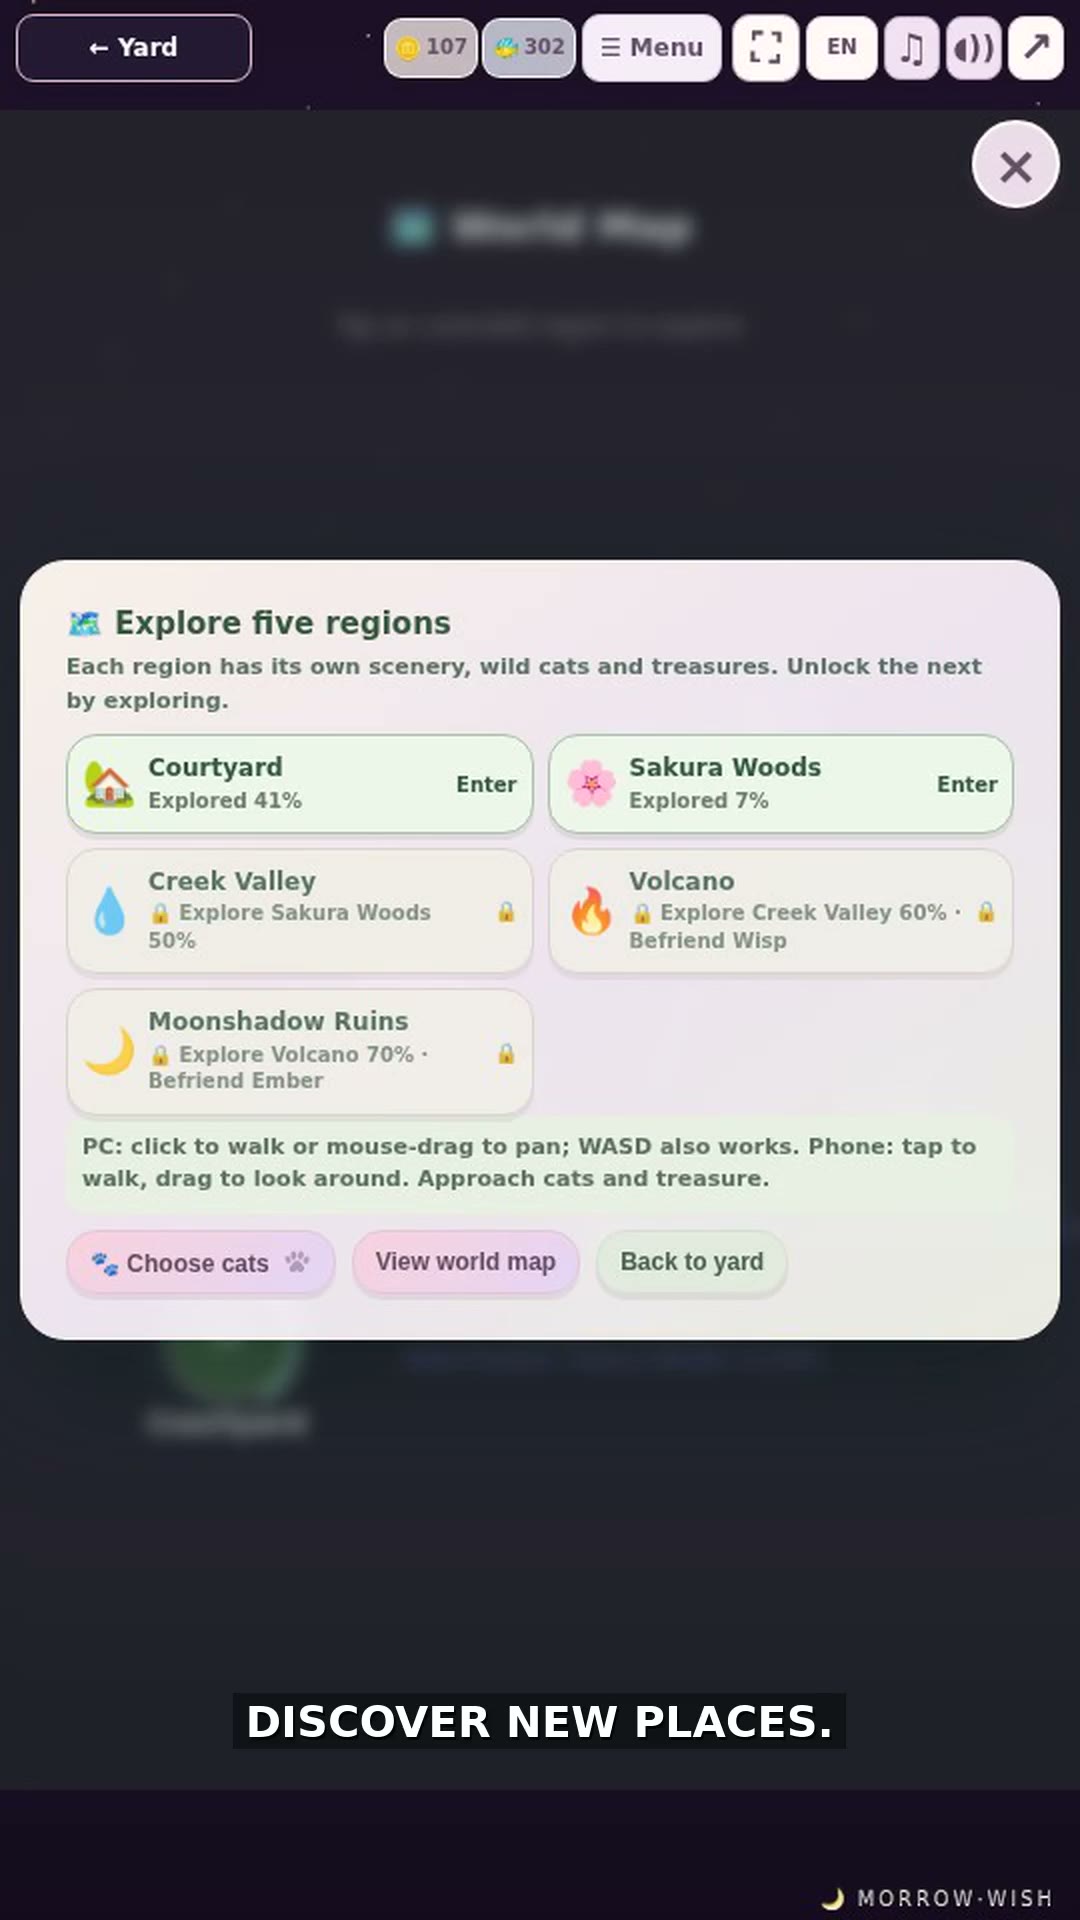 ← Yard
107
302
☰ Menu
EN
World Map
Explore five regions
Each region has its own scenery, wild cats and treasures. Unlock the next
by exploring.
Courtyard
Explored 41%
Enter
Sakura Woods
Explored 7%
Enter
Creek Valley
Explore Sakura Woods
50%
Volcano
Explore Creek Valley 60% ·
Befriend Wisp
Moonshadow Ruins
Explore Volcano 70% ·
Befriend Ember
PC: click to walk or mouse-drag to pan; WASD also works. Phone: tap to
walk, drag to look around. Approach cats and treasure.
Choose cats
View world map
Back to yard
Courtyard
DISCOVER NEW PLACES.
MORROW·WISH